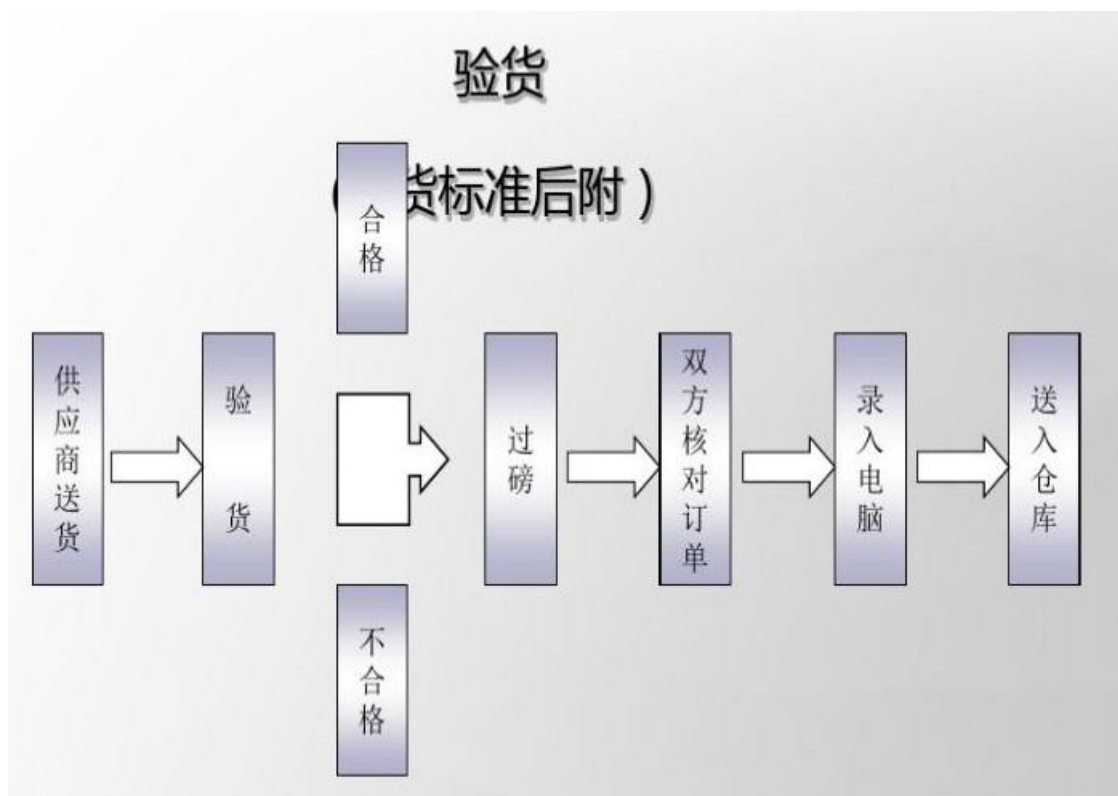 验货
（货标准后附）
合格
供应商送货
验货
过磅
双方核对订单
录入电脑
送入仓库
不合格